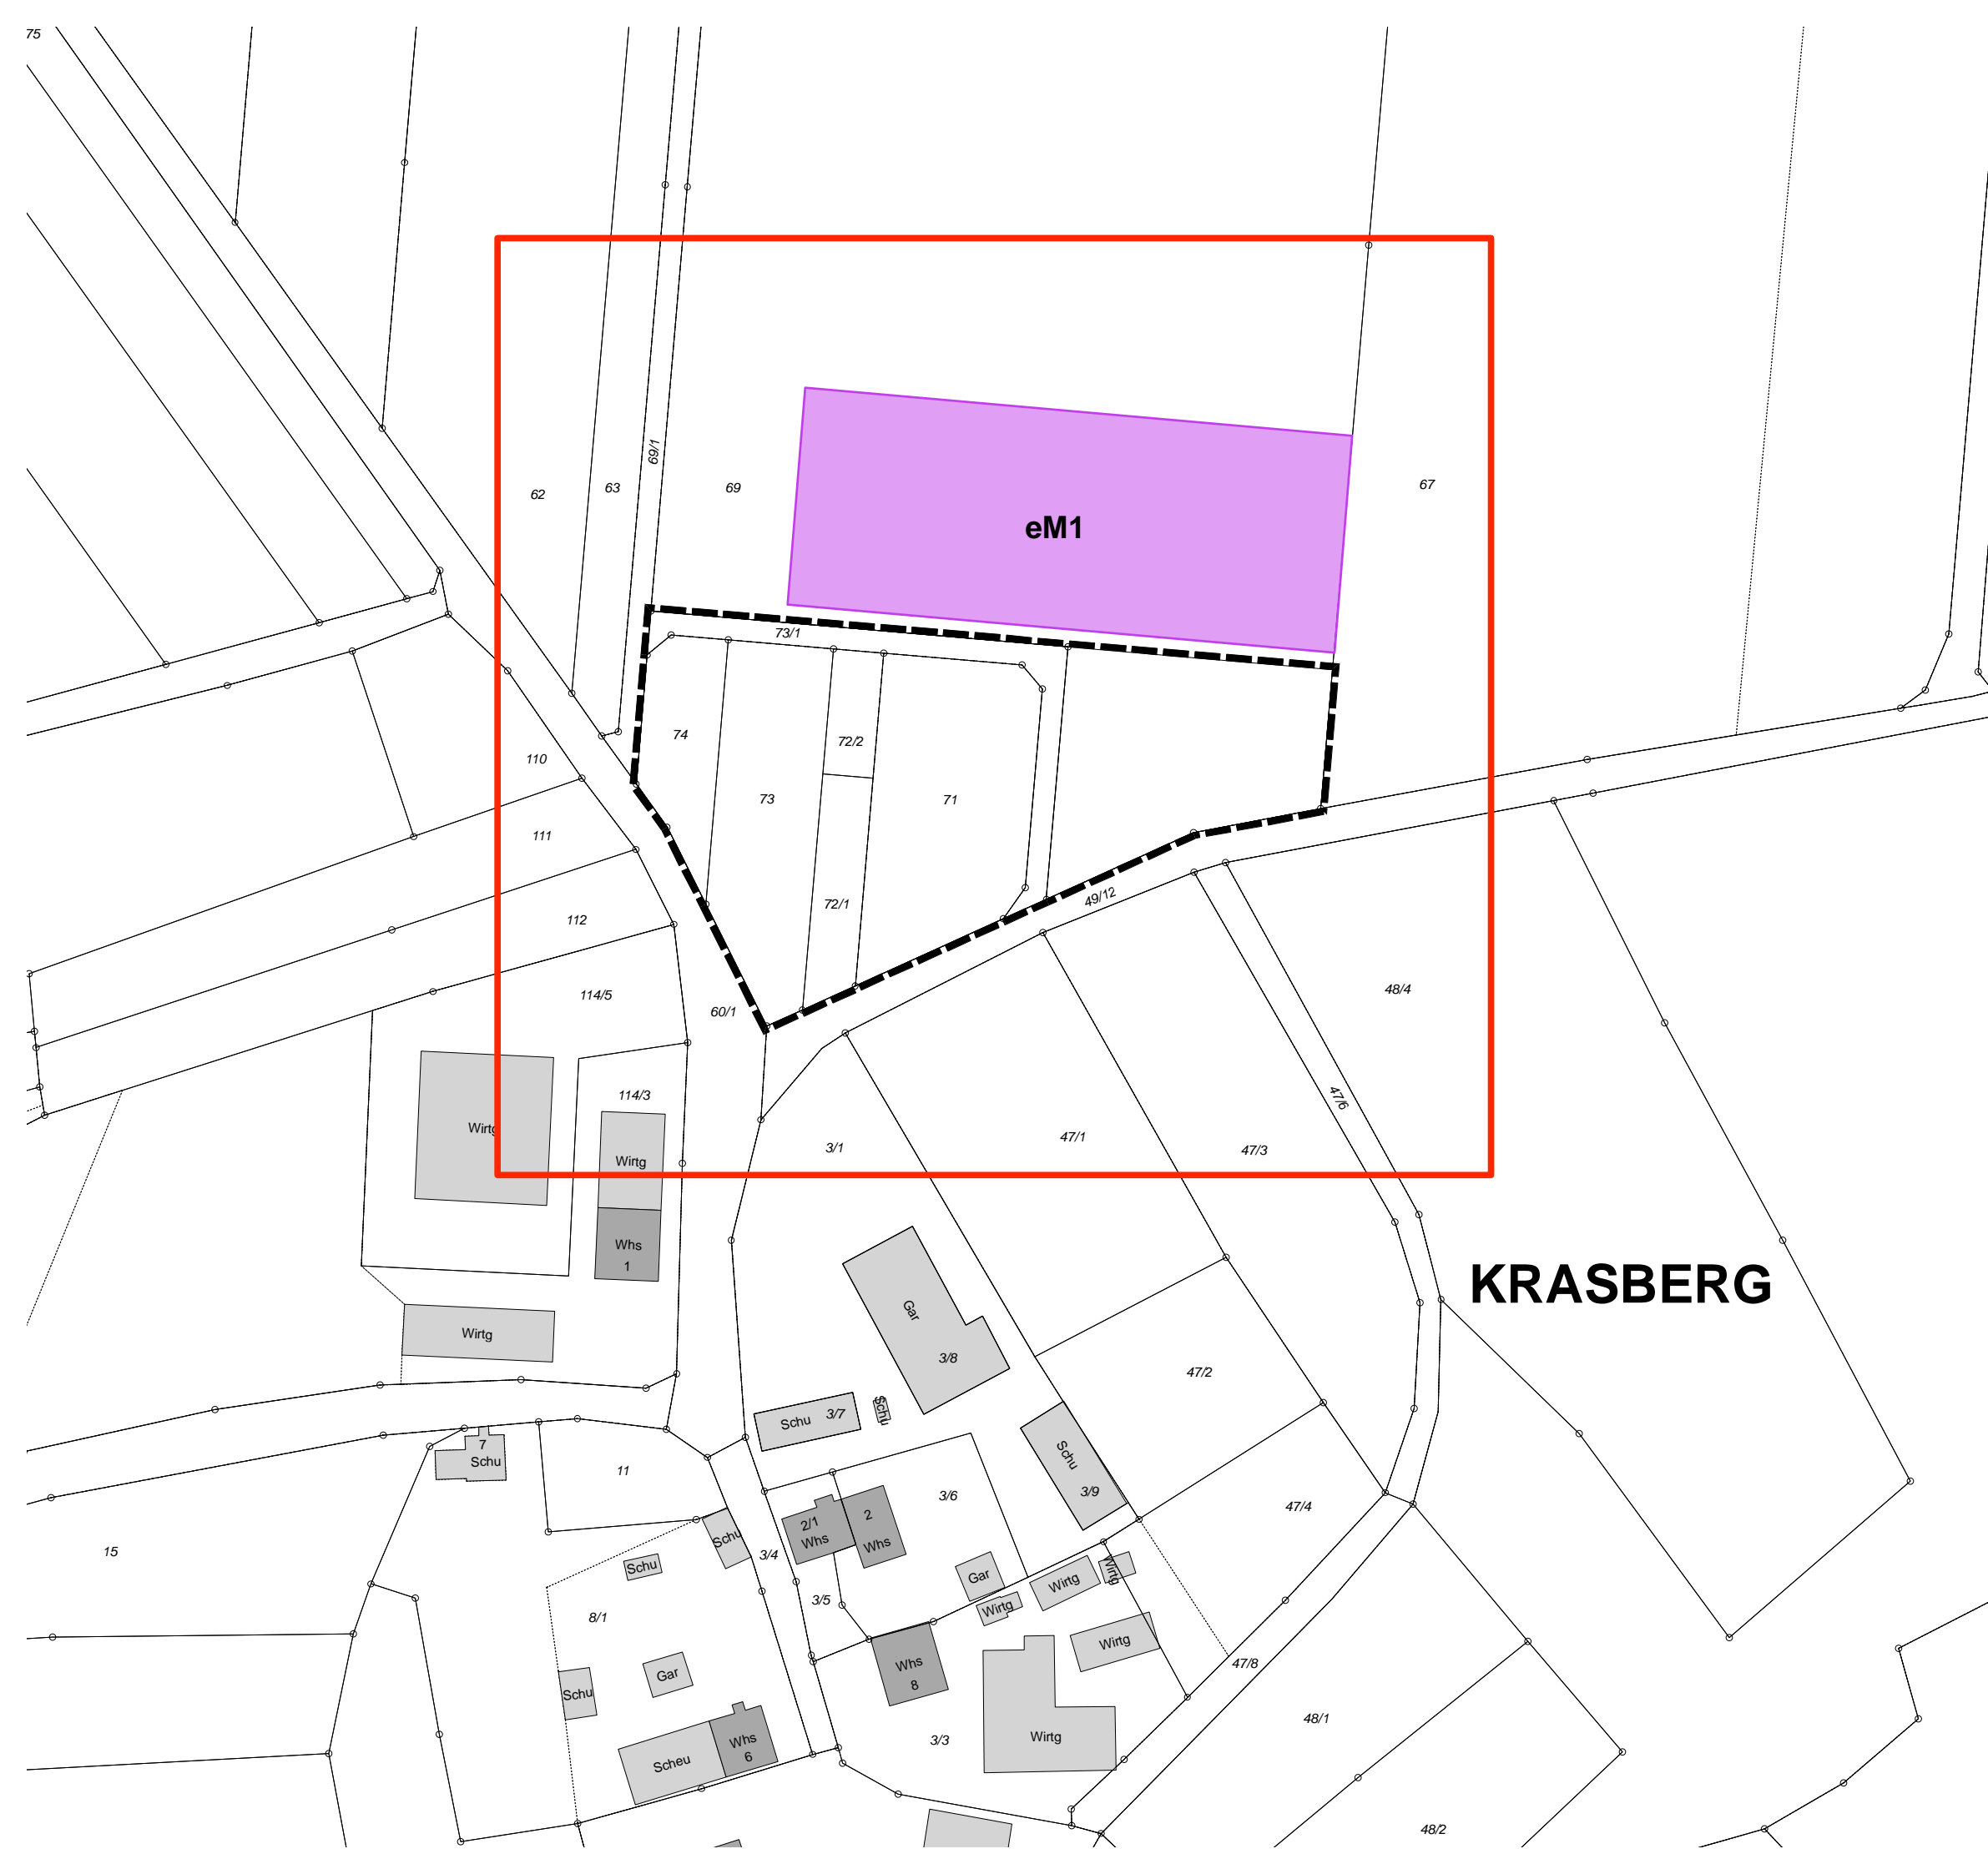 75
69/1
62
63
69
67
eM1
73/1
74
72/2
110
73
71
111
72/1
49/12
112
114/5
60/1
48/4
114/3
47/6
Wirtg
3/1
47/1
47/3
Wirtg
Whs
1
KRASBERG
Gar
Wirtg
3/8
47/2
Schu
3/7
Schu
7
Schu
Schu
11
3/9
3/6
47/4
2/1
Whs
2
Whs
Schu
3/4
15
Schu
Gar
Wirtg
Wirtg
Wirtg
3/5
8/1
Wirtg
Whs
8
47/8
Gar
Schu
48/1
Whs
6
Scheu
3/3
Wirtg
48/2